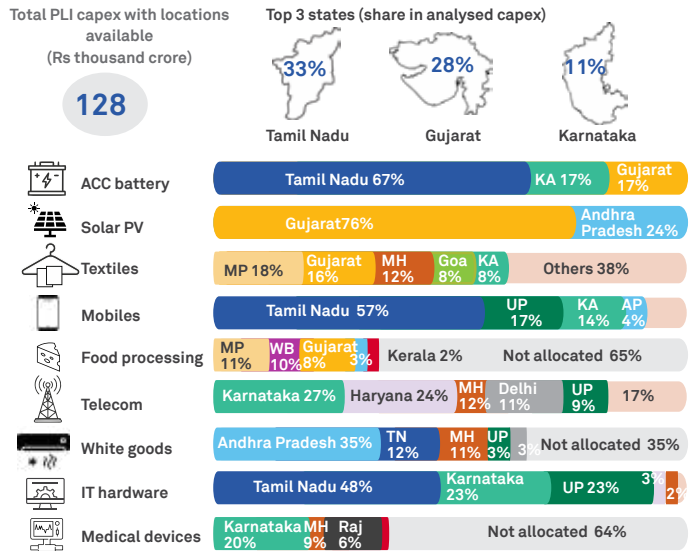 Total PLI capex with locations
available
(Rs thousand crore)
128
Top 3 states (share in analysed capex)
33%
28%
11%
Tamil Nadu
Gujarat
Karnataka
ACC battery
Tamil Nadu 67%
KA 17%
Gujarat
17%
Solar PV
Gujarat76%
Andhra
Pradesh 24%
Textiles
MP 18%
Gujarat
16%
MH
12%
Goa
8%
KA
8%
Others 38%
Mobiles
Tamil Nadu 57%
UP
17%
KA
14%
AP
4%
Food processing
MP
11%
WB
10%
Gujarat
8%
3%
Kerala 2%
Not allocated 65%
Telecom
Karnataka 27%
Haryana 24%
MH
12%
Delhi
11%
UP
9%
17%
White goods
Andhra Pradesh 35%
TN
12%
MH
11%
UP
3%
3%
Not allocated 35%
IT hardware
Tamil Nadu 48%
Karnataka
23%
UP 23%
3%
2%
Medical devices
Karnataka
20%
MH
9%
Raj
6%
Not allocated 64%